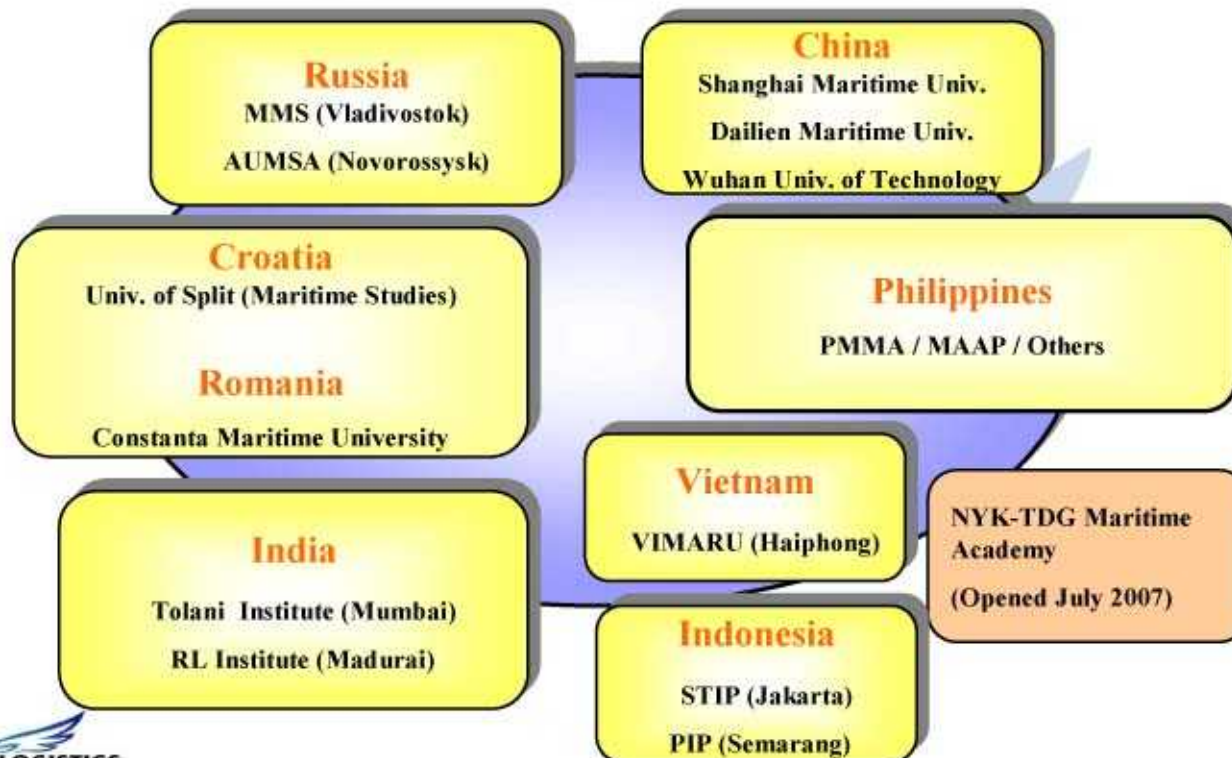 Russia
MMS (Vladivostok)
AUMSA (Novorossysk)
China
Shanghai Maritime Univ.
Dailien Maritime Univ.
Wuhan Univ. of Technology
Croatia
Univ. of Split (Maritime Studies)
Romania
Constanta Maritime University
Philippines
PMMA / MAAP / Others
Vietnam
VIMARU (Haiphong)
NYK-TDG Maritime
Academy
(Opened July 2007)
India
Tolani Institute (Mumbai)
RL Institute (Madurai)
Indonesia
STIP (Jakarta)
PIP (Semarang)
LOGISTICS